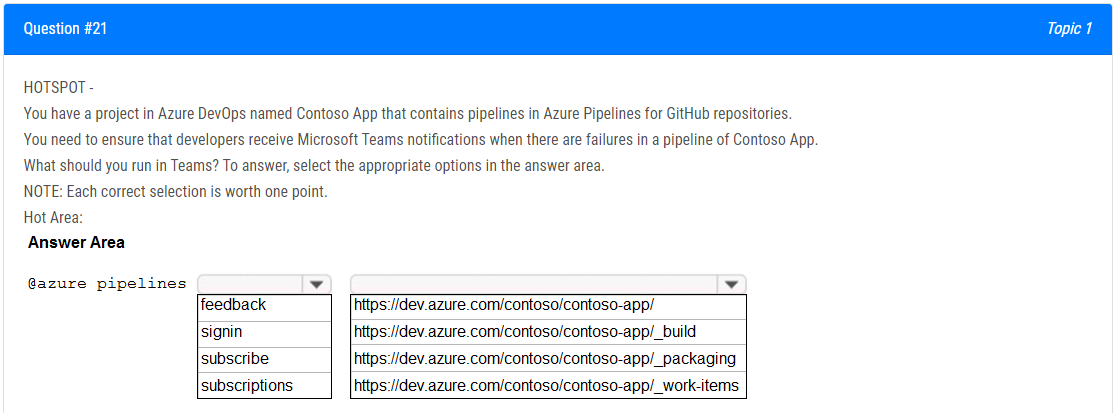 Question #21 Topic 1
HOTSPOT -
You have a project in Azure DevOps named Contoso App that contains pipelines in Azure Pipelines for GitHub repositories.
You need to ensure that developers receive Microsoft Teams notifications when there are failures in a pipeline of Contoso App.
What should you run in Teams? To answer, select the appropriate options in the answer area.
NOTE: Each correct selection is worth one point.
Hot Area:
Answer Area
@azure pipelines
feedback
signin
subscribe
subscriptions
https://dev.azure.com/contoso/contoso-app/
https://dev.azure.com/contoso/contoso-app/_build
https://dev.azure.com/contoso/contoso-app/_packaging
https://dev.azure.com/contoso/contoso-app/_work-items